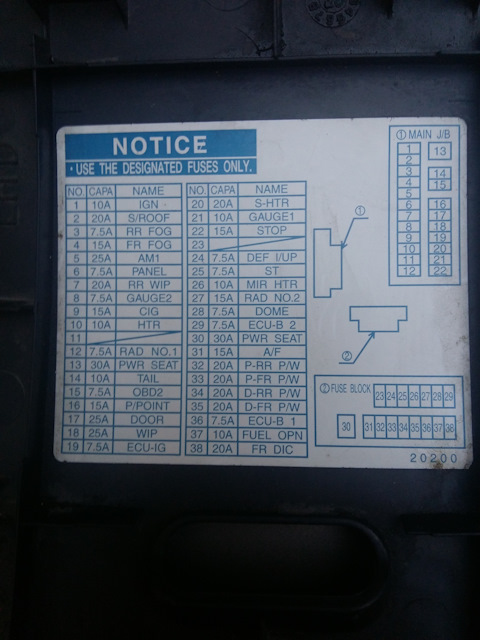 NOTICE
• USE THE DESIGNATED FUSES ONLY.
NO. CAPA NAME
1 10A IGN
2 20A S/ROOF
3 7.5A RR FOG
4 15A FR FOG
5 25A AM1
6 7.5A PANEL
7 20A RR WIP
8 7.5A GAUGE2
9 15A CIG
10 10A HTR
11
12 7.5A RAD NO.1
13 30A PWR SEAT
14 10A TAIL
15 7.5A OBD2
16 15A P/POINT
17 25A DOOR
18 25A WIP
19 7.5A ECU-IG
NO. CAPA NAME
20 20A S-HTR
21 10A GAUGE1
22 15A STOP
23
24 7.5A DEF I/UP
25 7.5A ST
26 10A MIR HTR
27 15A RAD NO.2
28 7.5A DOME
29 7.5A ECU-B 2
30 30A PWR SEAT
31 15A A/F
32 20A P-RR P/W
33 20A P-FR P/W
34 20A D-RR P/W
35 20A D-FR P/W
36 7.5A ECU-B 1
37 10A FUEL OPN
38 20A FR DIC
①
②
① MAIN J/B
1 13
2
3 14
4 15
5
6 16
7 17
8 18
9 19
10 20
11 21
12 22
② FUSE BLOCK
23 24 25 26 27 28 29
30 31 32 33 34 35 36 37 38
20200